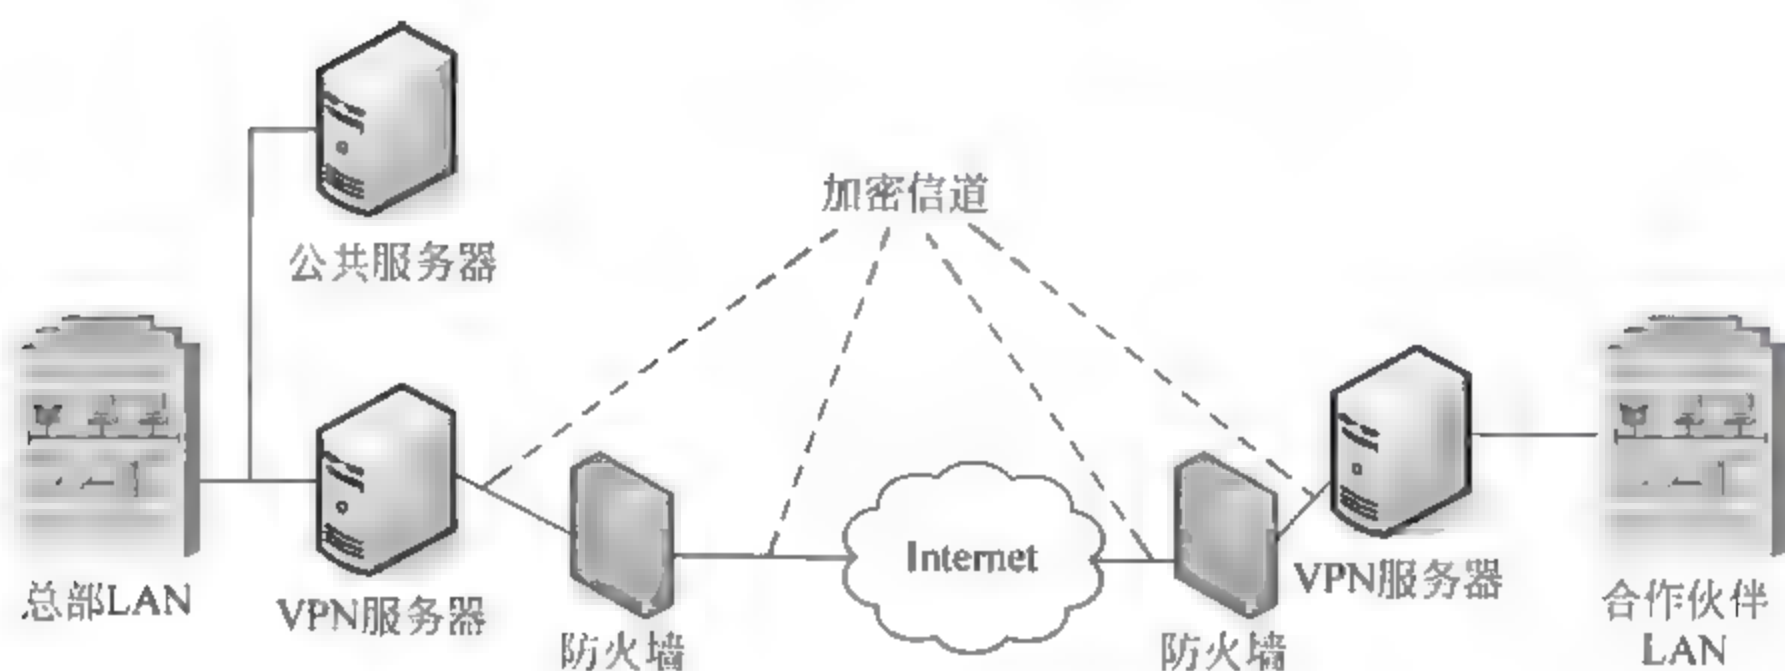 加密信道
公共服务器
Internet
总部LAN
VPN服务器
防火墙
防火墙
VPN服务器
合作伙伴
LAN